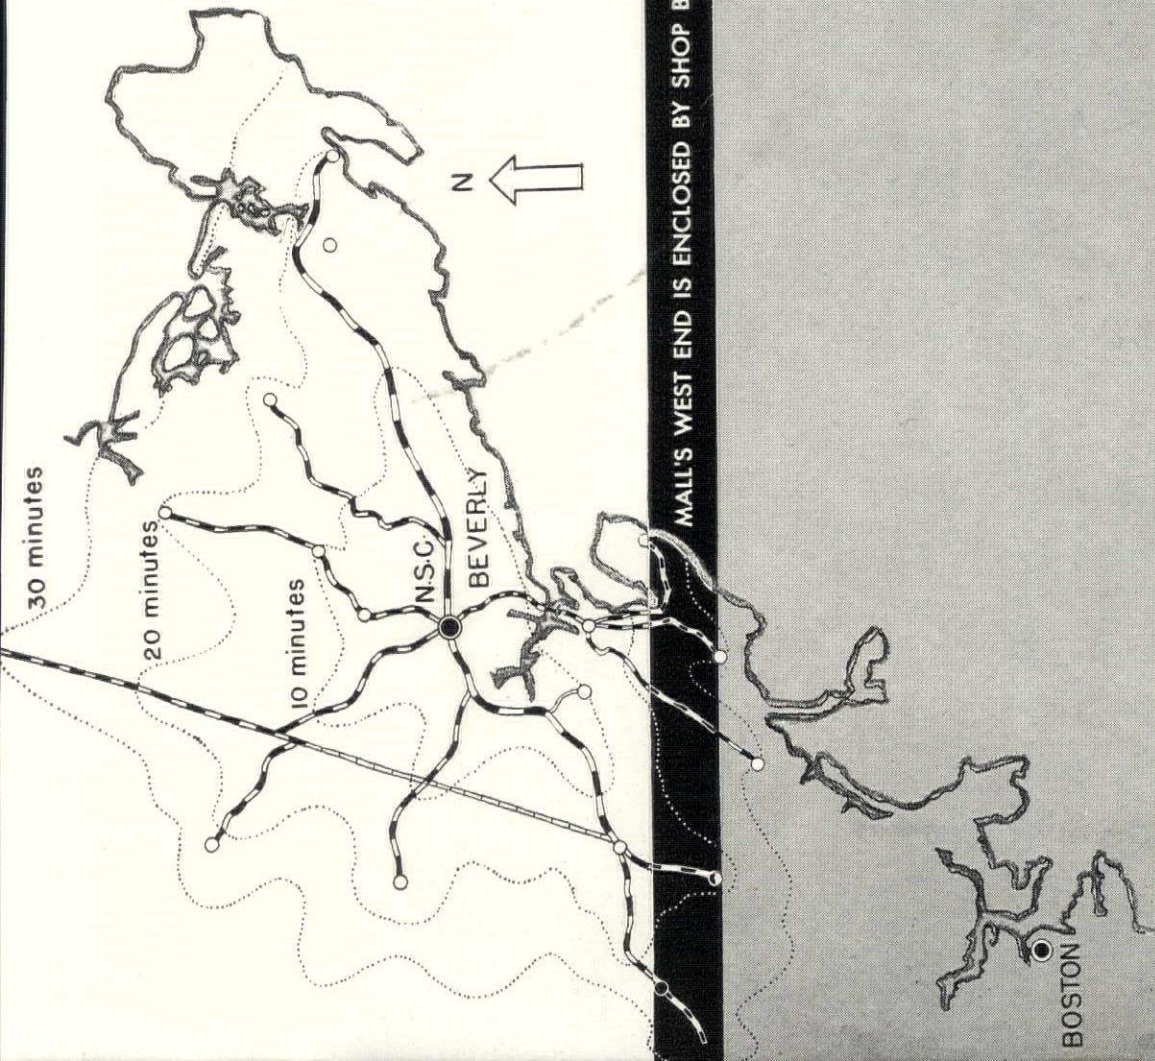 30 minutes
20 minutes
10 minutes
N.S.C.
BEVERLY
N
MALL'S WEST END IS ENCLOSED BY SHOP
BOSTON